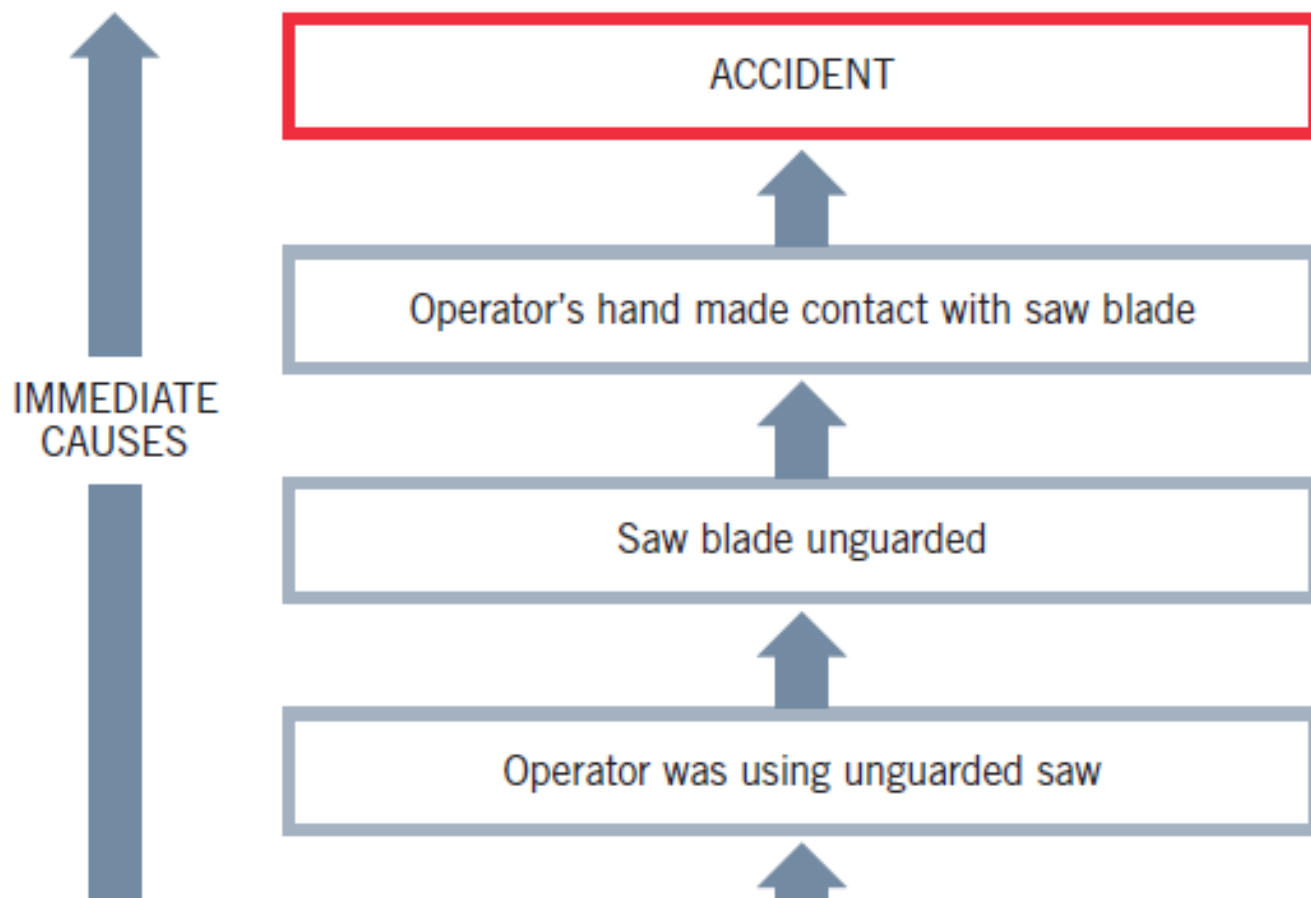 ACCIDENT
Operator’s hand made contact with saw blade
IMMEDIATE
CAUSES
Saw blade unguarded
Operator was using unguarded saw